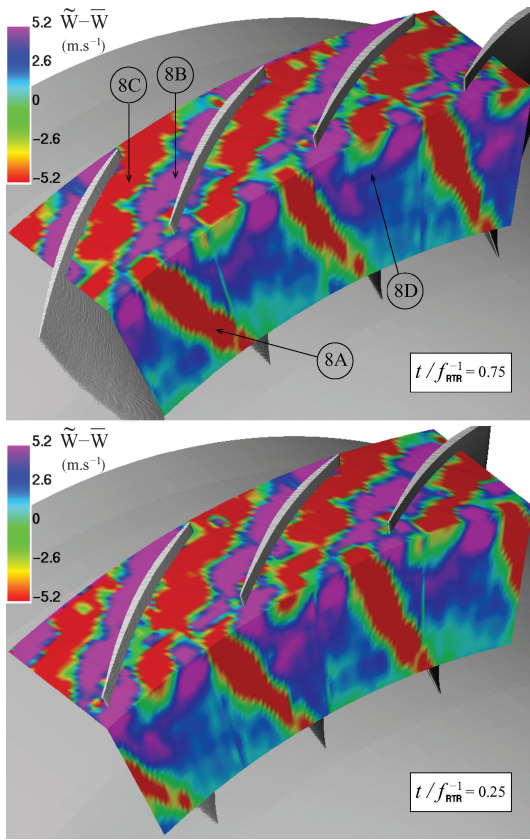 W̃−W̅
(m.s⁻¹)
5.2
2.6
0
−2.6
−5.2
8C
8B
8D
8A
t / f⁻¹RTR = 0.75
W̃−W̅
(m.s⁻¹)
5.2
2.6
0
−2.6
−5.2
t / f⁻¹RTR = 0.25